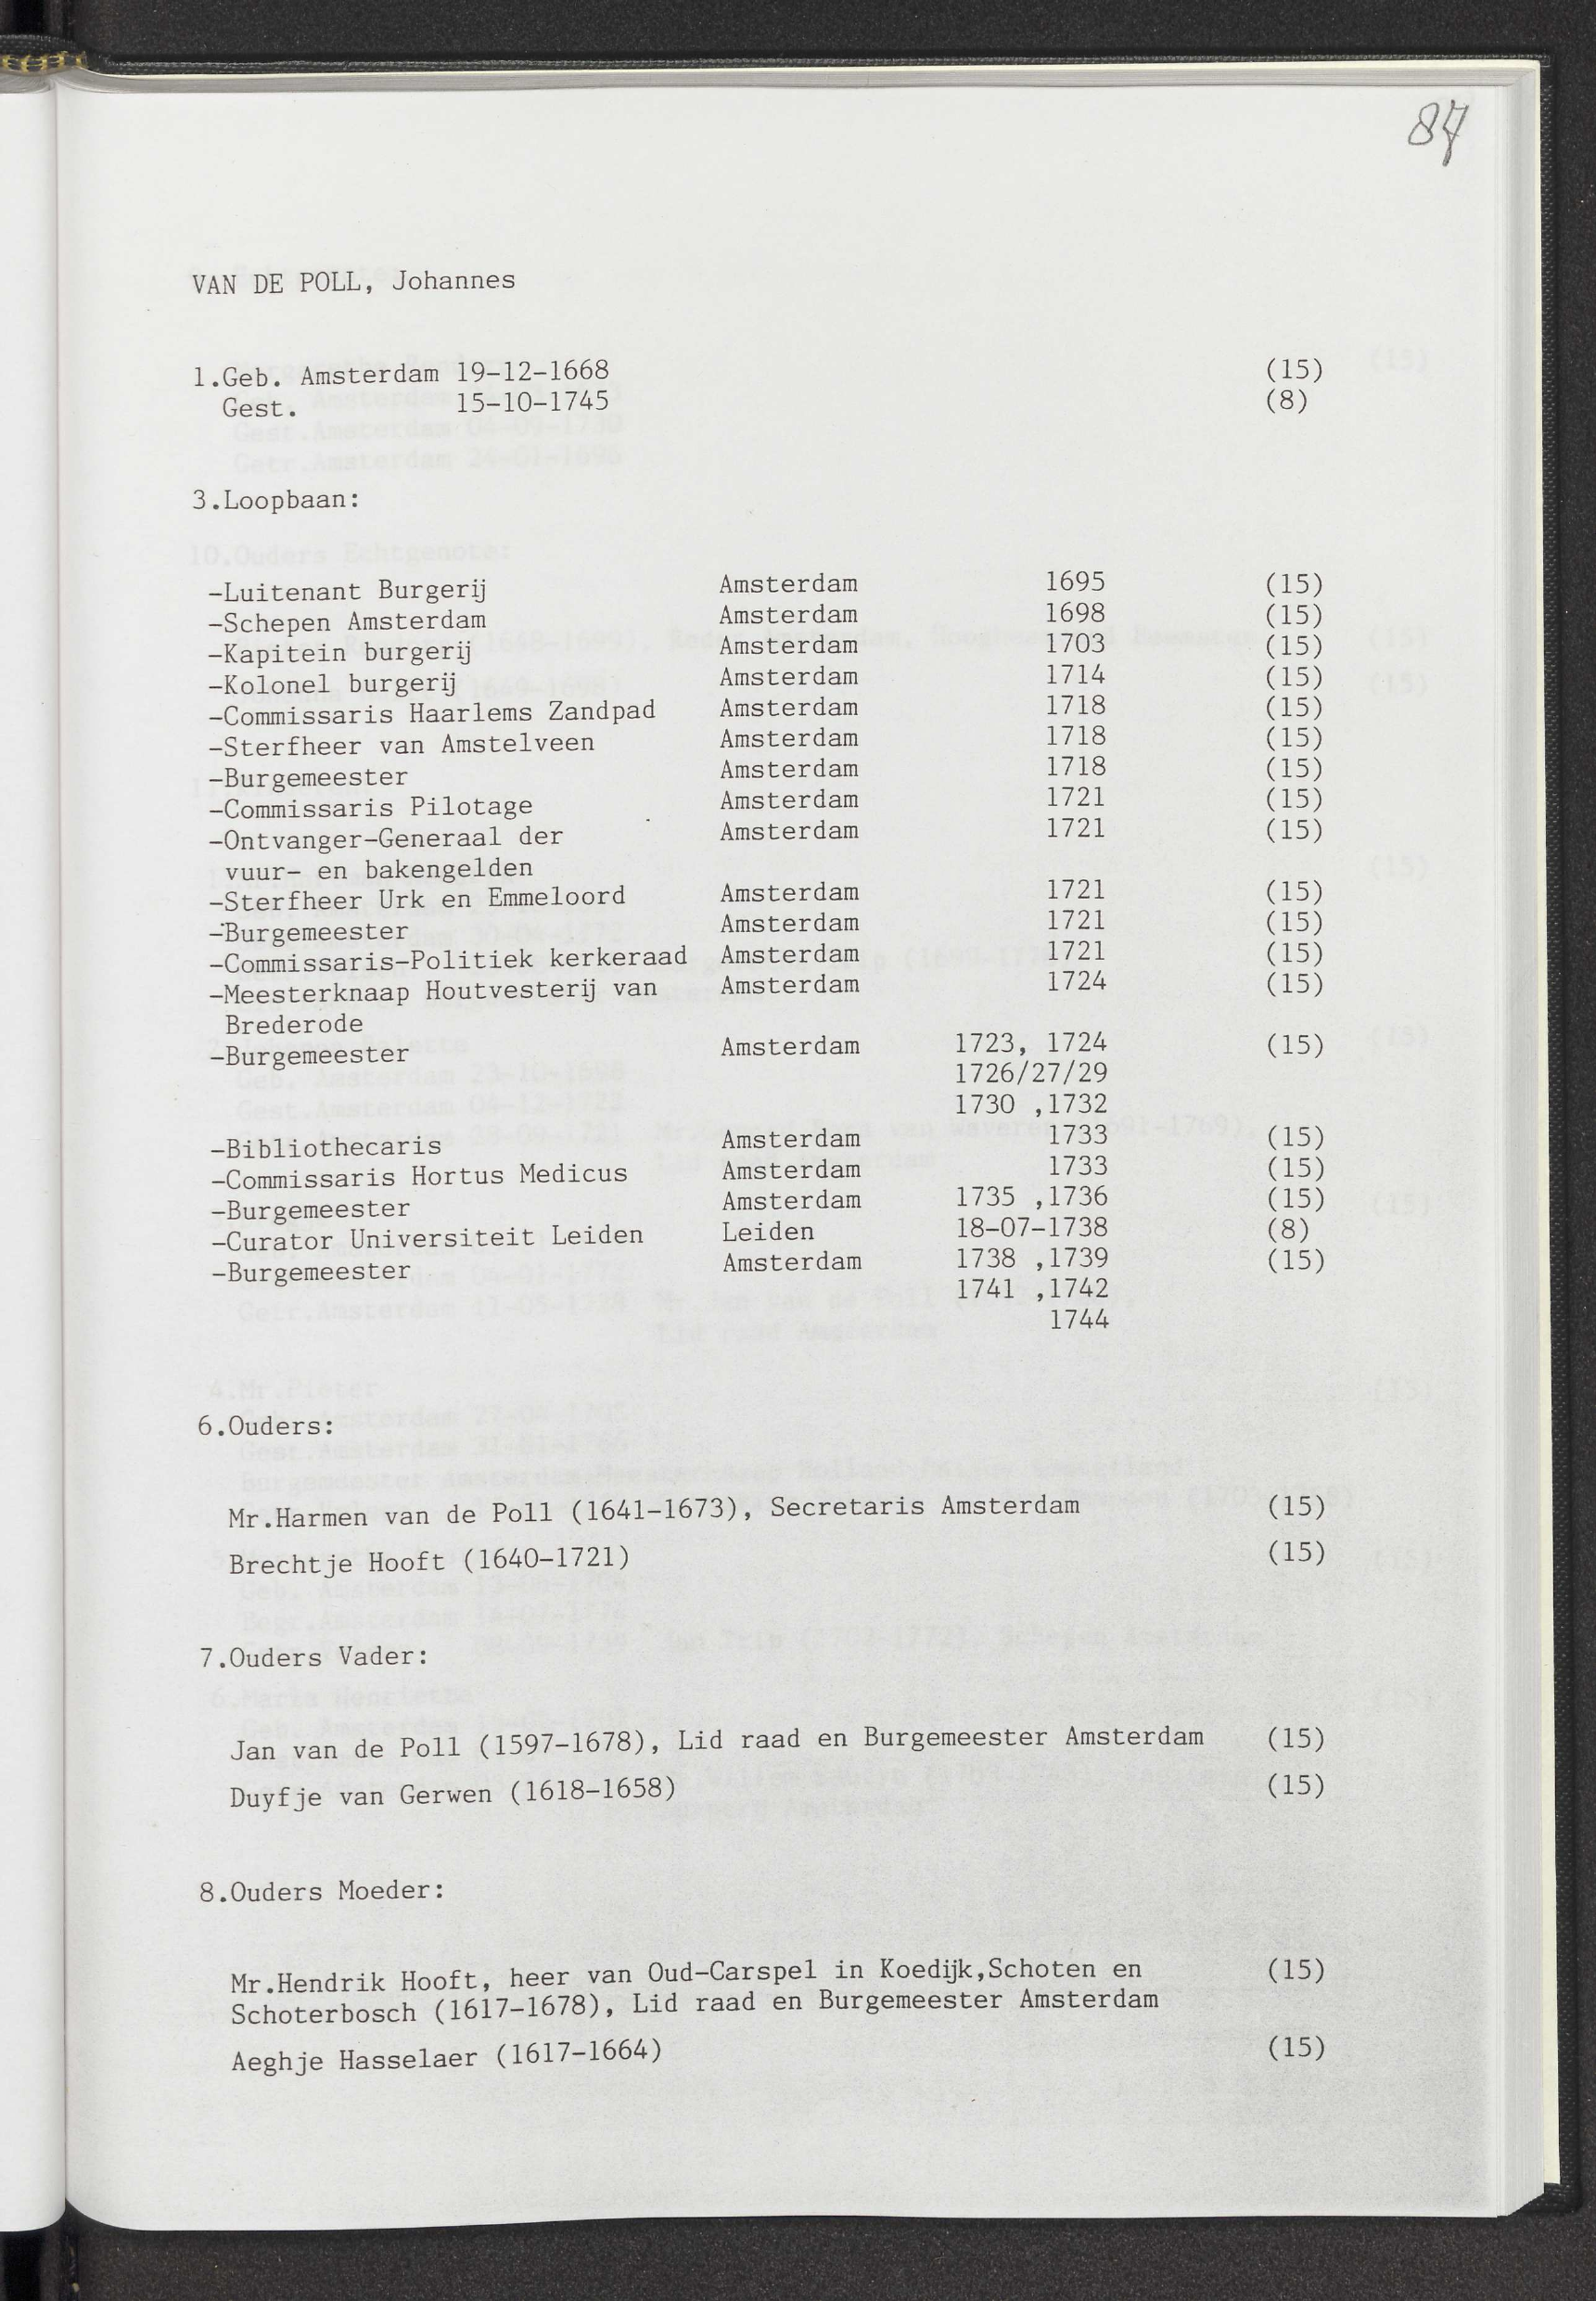 87
VAN DE POLL, Johannes
1.Geb. Amsterdam 19-12-1668 (15)
Gest. 15-10-1745 (8)
3.Loopbaan:
-Luitenant Burgerij Amsterdam 1695 (15)
-Schepen Amsterdam Amsterdam 1698 (15)
-Kapitein burgerij Amsterdam 1703 (15)
-Kolonel burgerij Amsterdam 1714 (15)
-Commissaris Haarlems Zandpad Amsterdam 1718 (15)
-Sterfheer van Amstelveen Amsterdam 1718 (15)
-Burgemeester Amsterdam 1718 (15)
-Commissaris Pilotage Amsterdam 1721 (15)
-Ontvanger-Generaal der Amsterdam 1721 (15)
vuur- en bakengelden
-Sterfheer Urk en Emmeloord Amsterdam 1721 (15)
-Burgemeester Amsterdam 1721 (15)
-Commissaris-Politiek kerkeraad Amsterdam 1721 (15)
-Meesterknaap Houtvesterij van Amsterdam 1724 (15)
Brederode
-Burgemeester Amsterdam 1723, 1724 (15)
1726/27/29
1730 ,1732
-Bibliothecaris Amsterdam 1733 (15)
-Commissaris Hortus Medicus Amsterdam 1733 (15)
-Burgemeester Amsterdam 1735 ,1736 (15)
-Curator Universiteit Leiden Leiden 18-07-1738 (8)
-Burgemeester Amsterdam 1738 ,1739 (15)
1741 ,1742
1744
6.Ouders:
Mr.Harmen van de Poll (1641-1673), Secretaris Amsterdam (15)
Brechtje Hooft (1640-1721) (15)
7.Ouders Vader:
Jan van de Poll (1597-1678), Lid raad en Burgemeester Amsterdam (15)
Duyfje van Gerwen (1618-1658) (15)
8.Ouders Moeder:
Mr.Hendrik Hooft, heer van Oud-Carspel in Koedijk,Schoten en (15)
Schoterbosch (1617-1678), Lid raad en Burgemeester Amsterdam
Aeghje Hasselaer (1617-1664) (15)